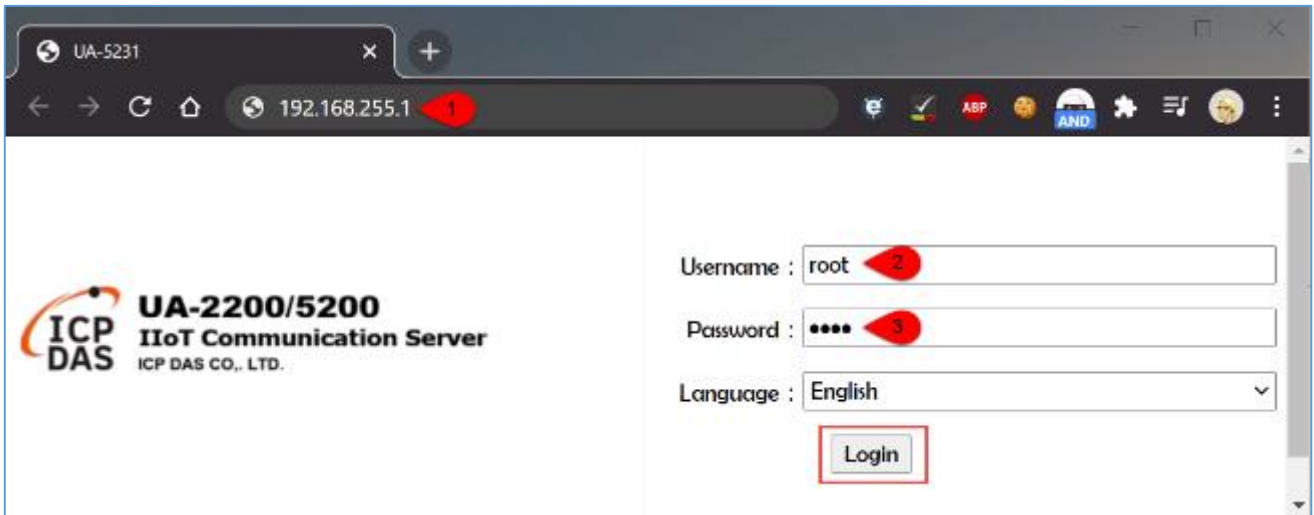 UA-5231
192.168.255.1 1
ABP
AND
ICP
DAS
UA-2200/5200
IIoT Communication Server
ICP DAS CO,. LTD.
Username : root 2
Password : •••• 3
Language : English
Login